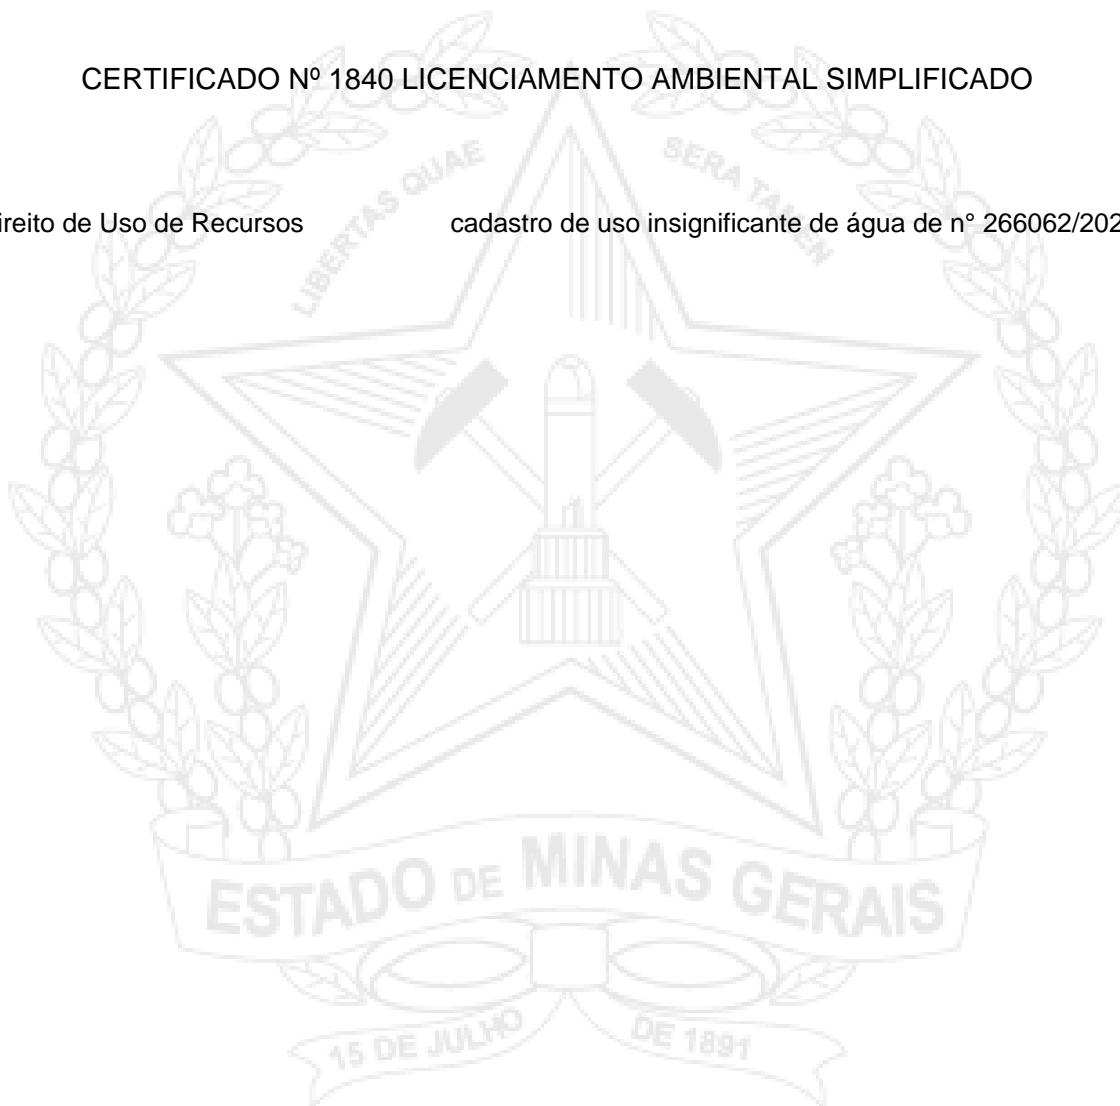 CERTIFICADO Nº 1840 LICENCIAMENTO AMBIENTAL SIMPLIFICADO
LIBERTAS QUAE SERA TAMEN
ireito de Uso de Recursos cadastro de uso insignificante de água de n° 266062/202
ESTADO DE MINAS GERAIS
15 DE JULHO DE 1891